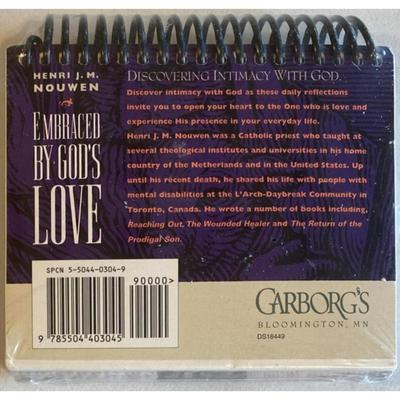 HENRI J. M.
NOUWEN
EMBRACED
BY·GOD'S
LOVE
DISCOVERING INTIMACY WITH GOD.
Discover intimacy with God as these daily reflections
invite you to open your heart to the One who is love and
experience His presence in your everyday life.
Henri J. M. Nouwen was a Catholic priest who taught at
several theological institutes and universities in his home
country of the Netherlands and in the United States. Up
until his recent death, he shared his life with people with
mental disabilities at the L'Arch-Daybreak Community in
Toronto, Canada. He wrote a number of books including,
Reaching Out, The Wounded Healer and The Return of the
Prodigal Son.
SPCN 5-5044-0304-9
90000>
9 785504 403045
GARBORG'S
BLOOMINGTON, MN
DS18449